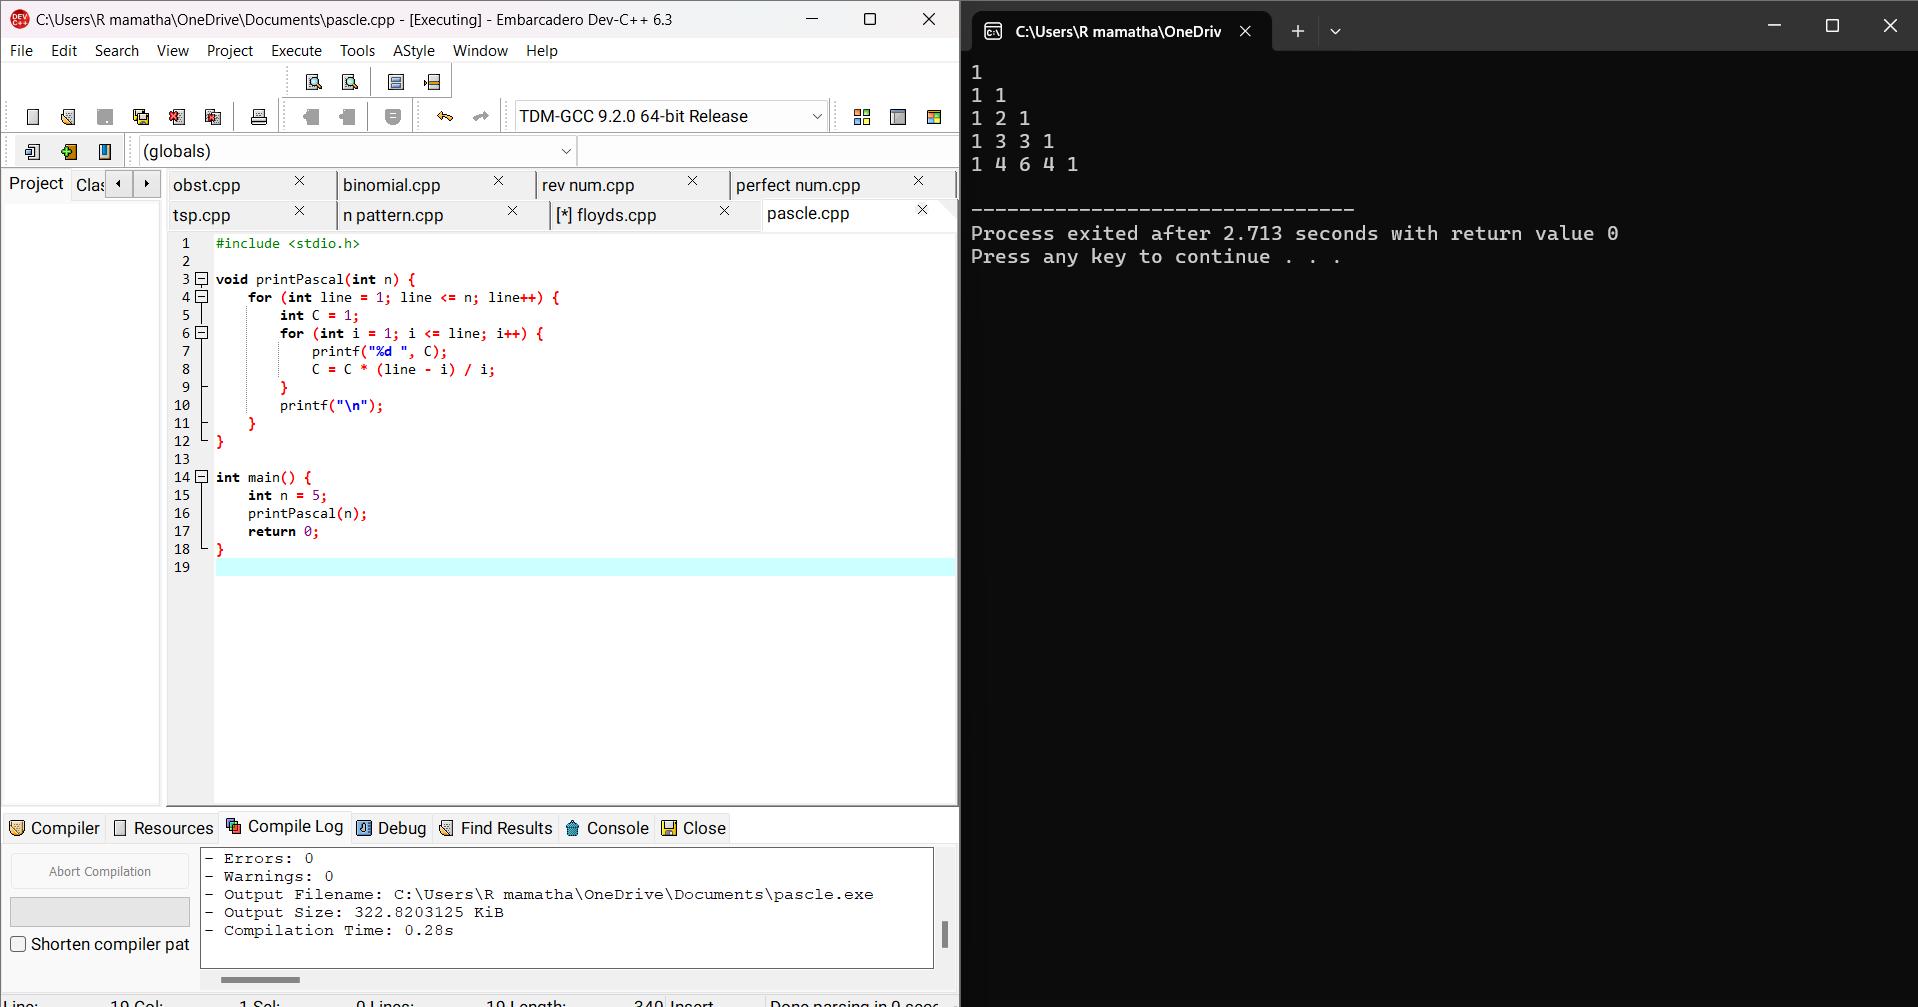 C:\Users\R mamatha\OneDrive\Documents\pascle.cpp - [Executing] - Embarcadero Dev-C++ 6.3
File Edit Search View Project Execute Tools AStyle Window Help
TDM-GCC 9.2.0 64-bit Release
(globals)
Project Clas
obst.cpp binomial.cpp rev num.cpp perfect num.cpp
tsp.cpp n pattern.cpp [*] floyds.cpp pascle.cpp
1 #include <stdio.h>
2
3 void printPascal(int n) {
4     for (int line = 1; line <= n; line++) {
5         int C = 1;
6         for (int i = 1; i <= line; i++) {
7             printf("%d ", C);
8             C = C * (line - i) / i;
9         }
10         printf("\n");
11     }
12 }
13
14 int main() {
15     int n = 5;
16     printPascal(n);
17     return 0;
18 }
19
Compiler Resources Compile Log Debug Find Results Console Close
Abort Compilation
Shorten compiler pat
- Errors: 0
- Warnings: 0
- Output Filename: C:\Users\R mamatha\OneDrive\Documents\pascle.exe
- Output Size: 322.8203125 KiB
- Compilation Time: 0.28s
Line: 19 Col: 1 Sel: 0 Lines: 19 Length: 340 Insert Done parsing in 0
C:\Users\R mamatha\OneDriv
1
1 1
1 2 1
1 3 3 1
1 4 6 4 1
--------------------------------
Process exited after 2.713 seconds with return value 0
Press any key to continue . . .